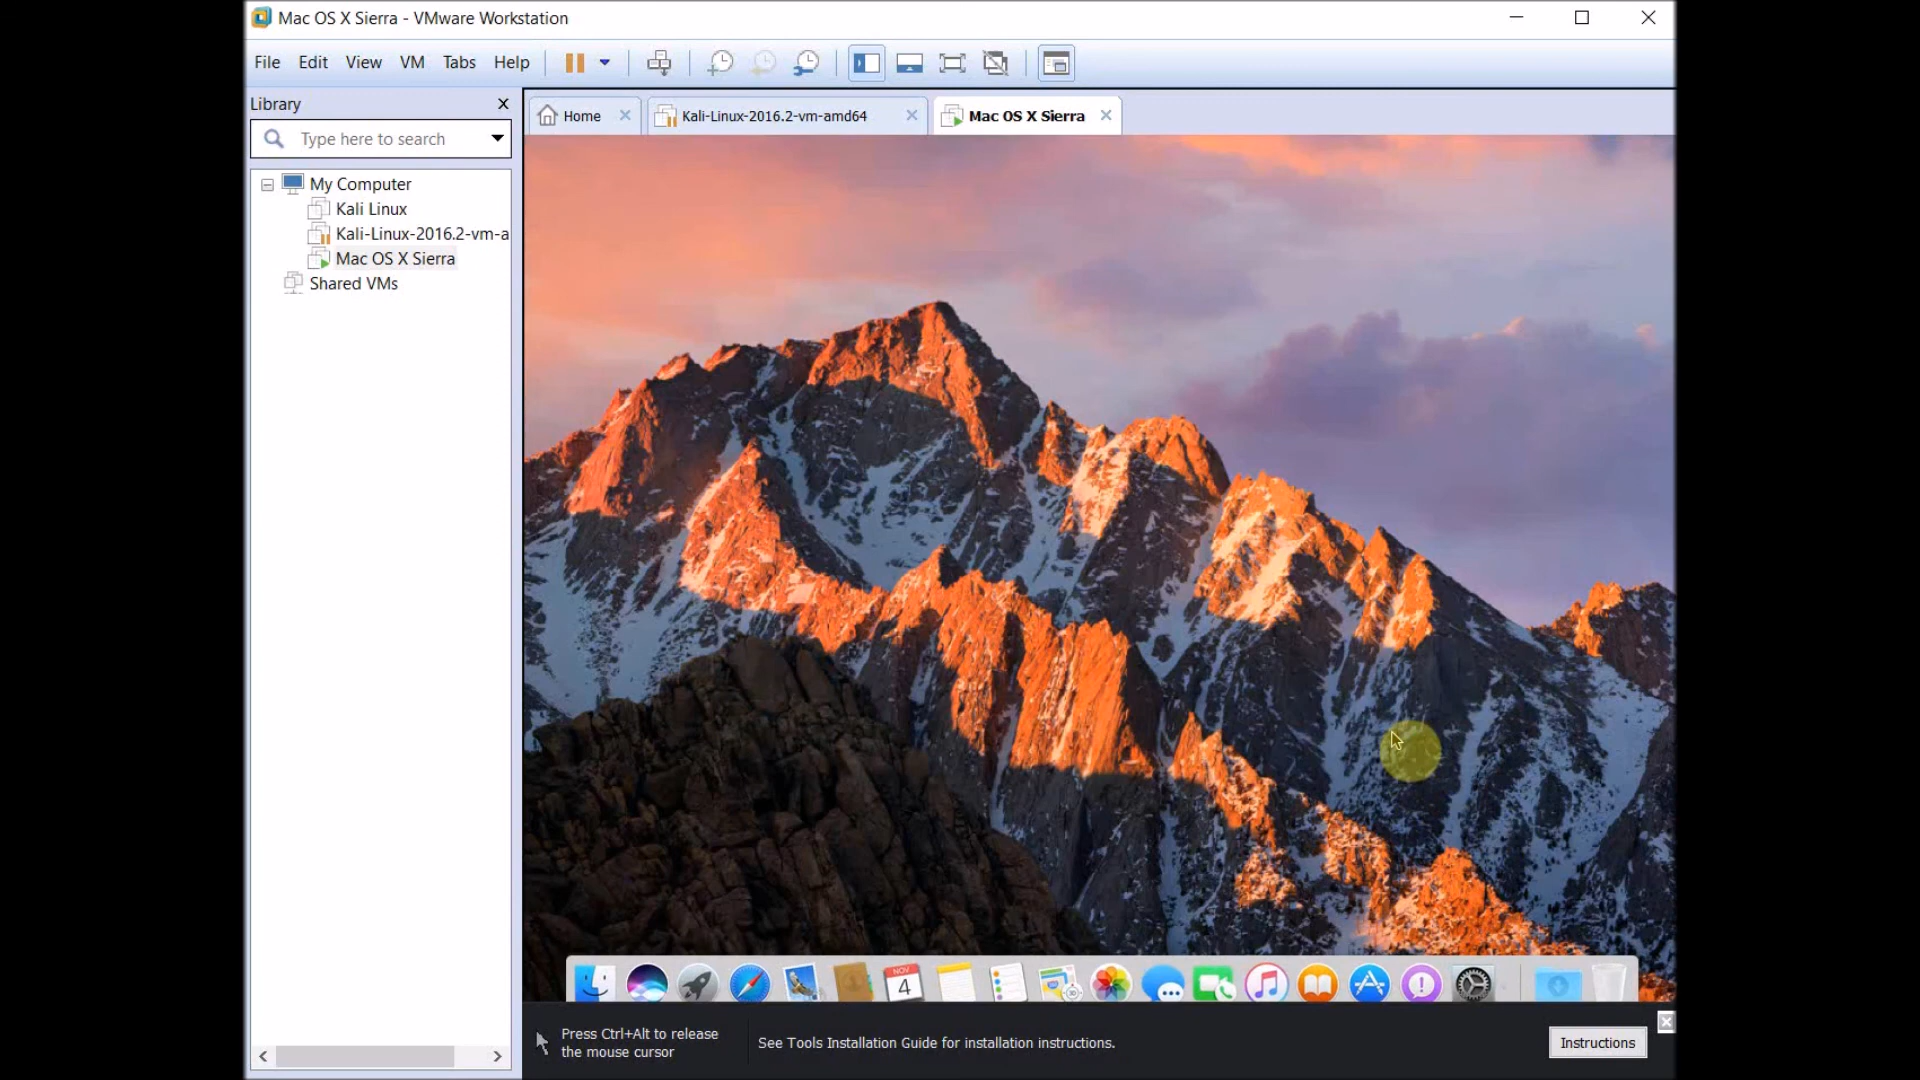 Mac OS X Sierra - VMware Workstation
File Edit View VM Tabs Help
Library
Type here to search
My Computer
Kali Linux
Kali-Linux-2016.2-vm-a
Mac OS X Sierra
Shared VMs
Home
Kali-Linux-2016.2-vm-amd64
Mac OS X Sierra
NOV
4
Press Ctrl+Alt to release
the mouse cursor
See Tools Installation Guide for installation instructions.
Instructions